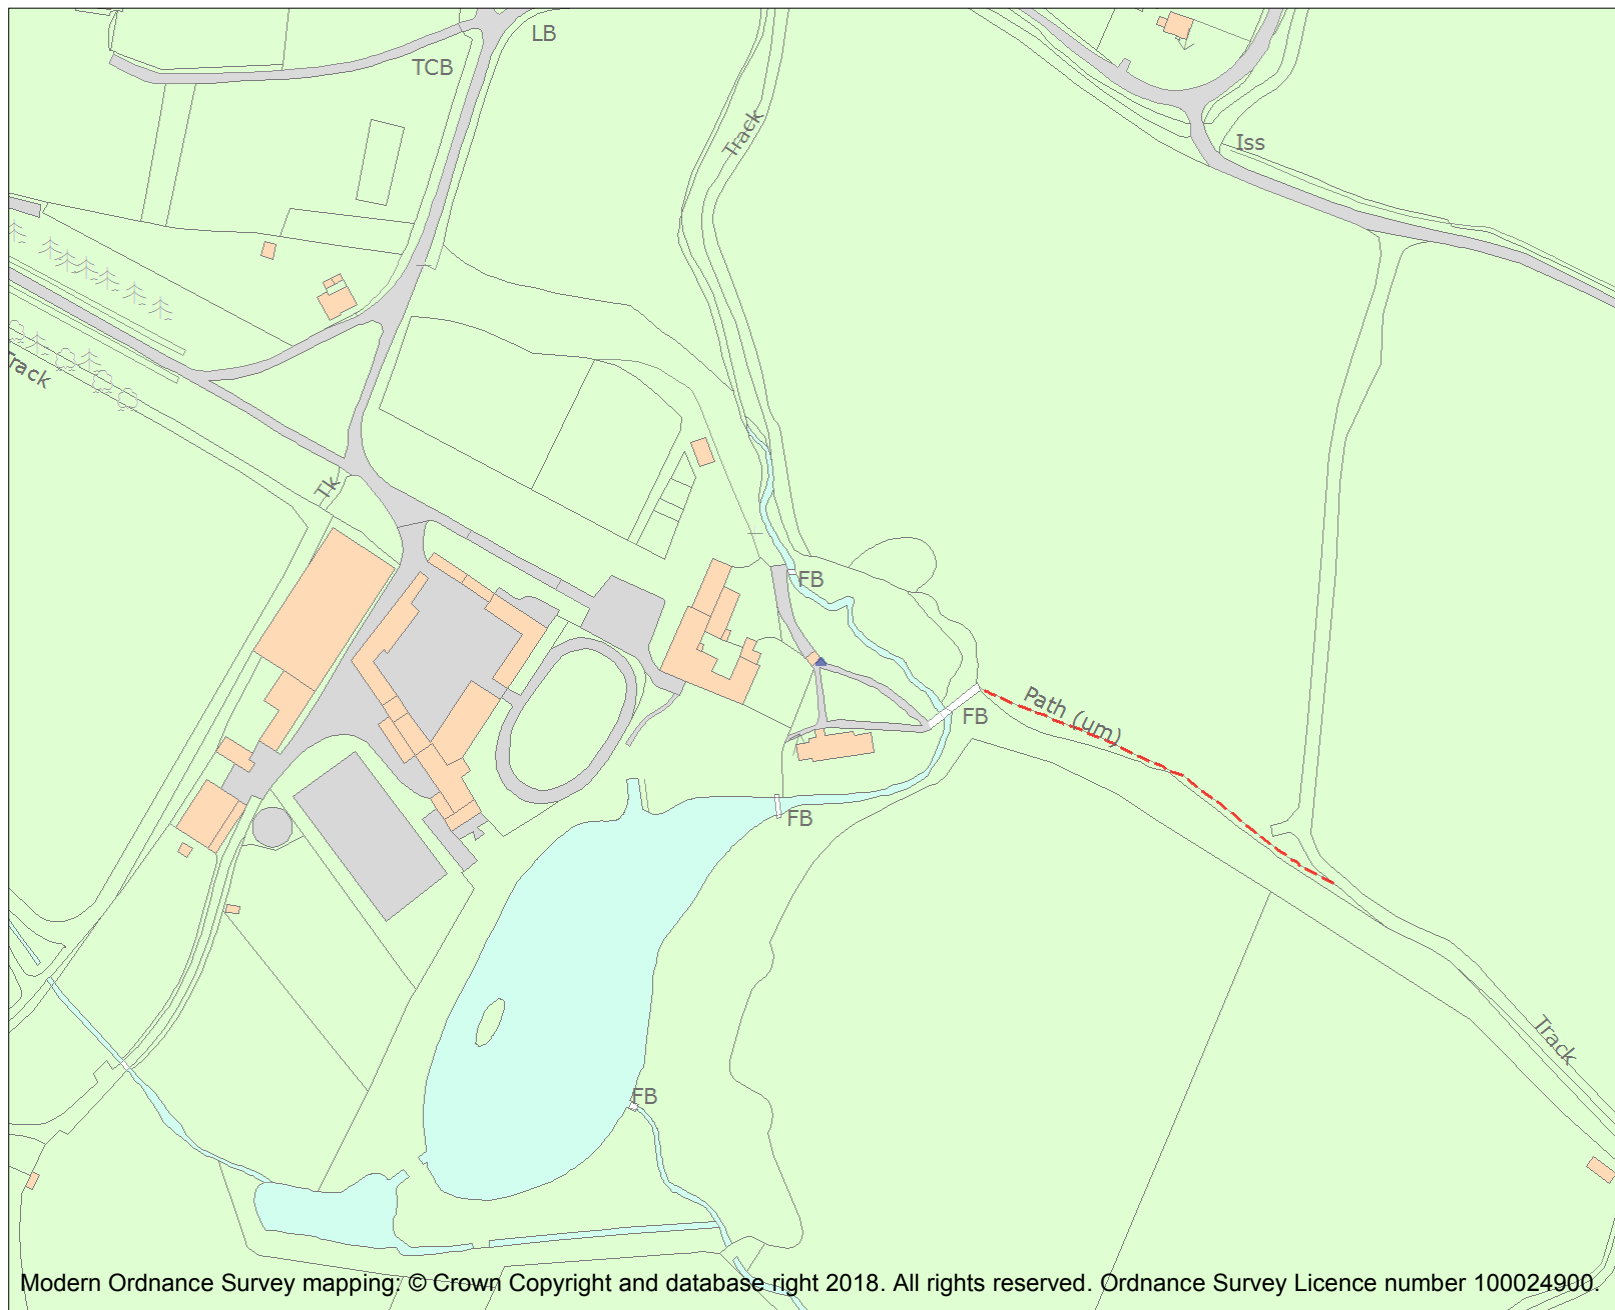 LB
TCB
Track
Iss
Track
Tk
FB
Path (um)
FB
FB
Track
FB
Modern Ordnance Survey mapping: © Crown Copyright and database right 2018. All rights reserved. Ordnance Survey Licence number 100024900.